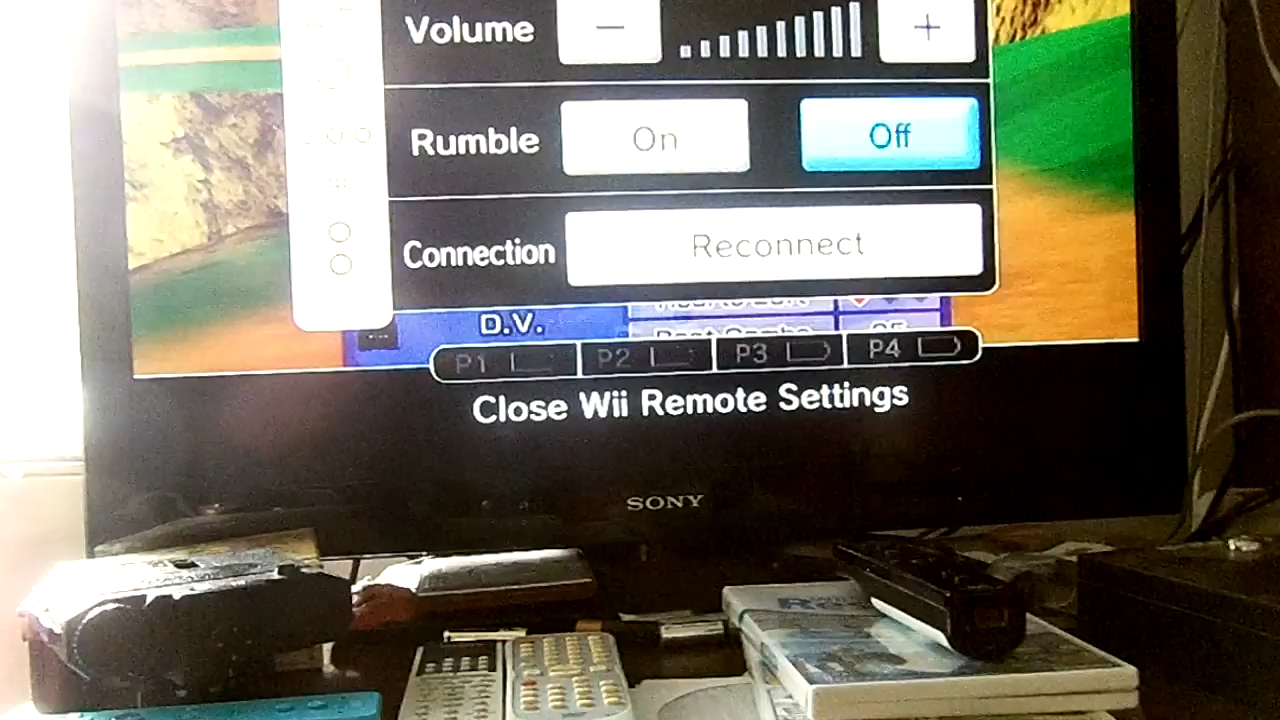 Volume − +
Rumble On Off
Connection Reconnect
D.V.
P1 P2 P3 P4
Close Wii Remote Settings
SONY